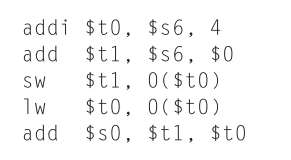 addi $t0, $s6, 4
add $t1, $s6, $0
sw $t1, 0($t0)
lw $t0, 0($t0)
add $s0, $t1, $t0